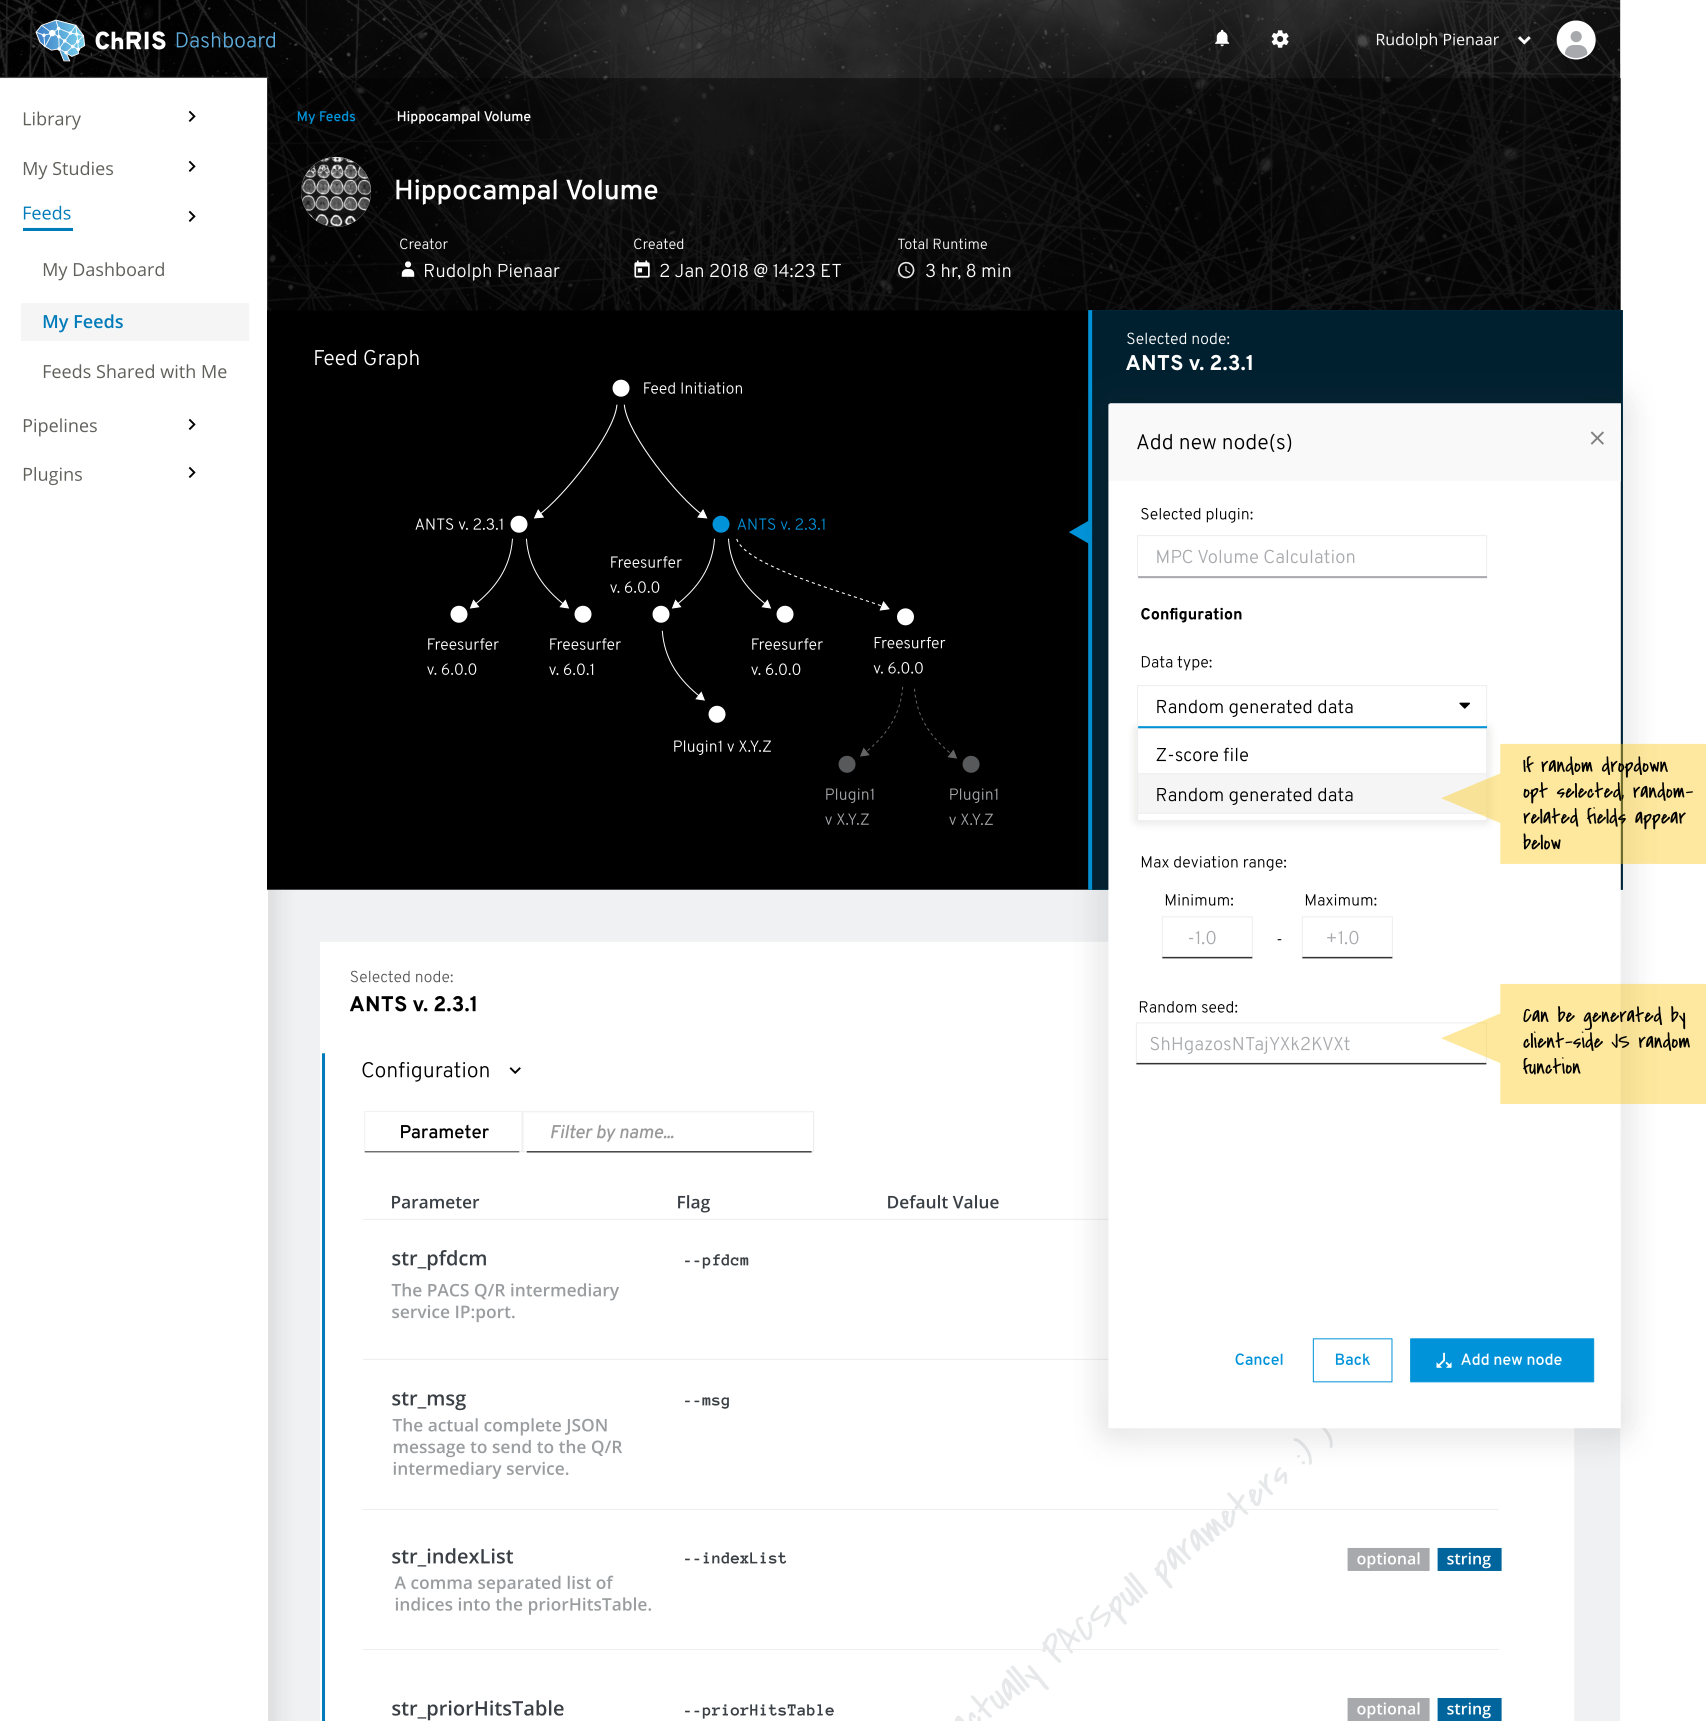 ChRIS Dashboard
Rudolph Pienaar
Library
My Studies
Feeds
My Dashboard
My Feeds
Feeds Shared with Me
Pipelines
Plugins
My Feeds
Hippocampal Volume
Hippocampal Volume
Creator
Rudolph Pienaar
Created
2 Jan 2018 @ 14:23 ET
Total Runtime
3 hr, 8 min
Feed Graph
Feed Initiation
ANTS v. 2.3.1
ANTS v. 2.3.1
Freesurfer
v. 6.0.0
Freesurfer
v. 6.0.0
Freesurfer
v. 6.0.1
Freesurfer
v. 6.0.0
Freesurfer
v. 6.0.0
Plugin1 v X.Y.Z
Plugin1
v X.Y.Z
Plugin1
v X.Y.Z
Selected node:
ANTS v. 2.3.1
Add new node(s)
Selected plugin:
MPC Volume Calculation
Configuration
Data type:
Random generated data
Z-score file
Random generated data
If random dropdown
opt selected, random-
related fields appear
below
Max deviation range:
Minimum:
Maximum:
-1.0
-
+1.0
Random seed:
ShHgazosNTajYXk2KVXt
Can be generated by
client-side JS random
function
Cancel
Back
Add new node
Selected node:
ANTS v. 2.3.1
Configuration
Parameter
Filter by name...
Parameter
Flag
Default Value
str_pfdcm
--pfdcm
The PACS Q/R intermediary
service IP:port.
str_msg
--msg
The actual complete JSON
message to send to the Q/R
intermediary service.
str_indexList
--indexList
optional
string
A comma separated list of
indices into the priorHitsTable.
str_priorHitsTable
--priorHitsTable
optional
string
PACSpull parameters :) )